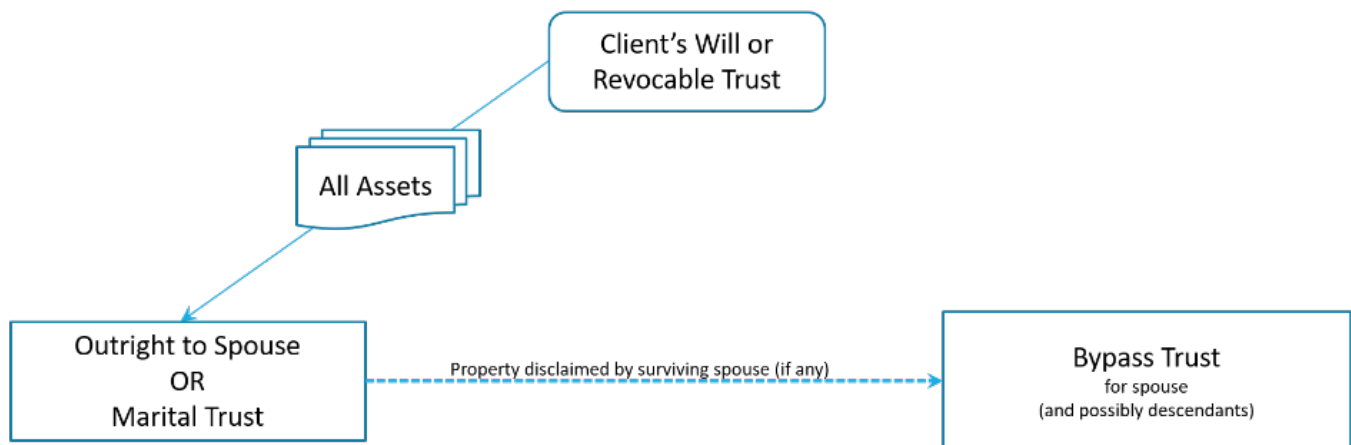 Client’s Will or
Revocable Trust
All Assets
Outright to Spouse
OR
Marital Trust
Property disclaimed by surviving spouse (if any)
Bypass Trust
for spouse
(and possibly descendants)